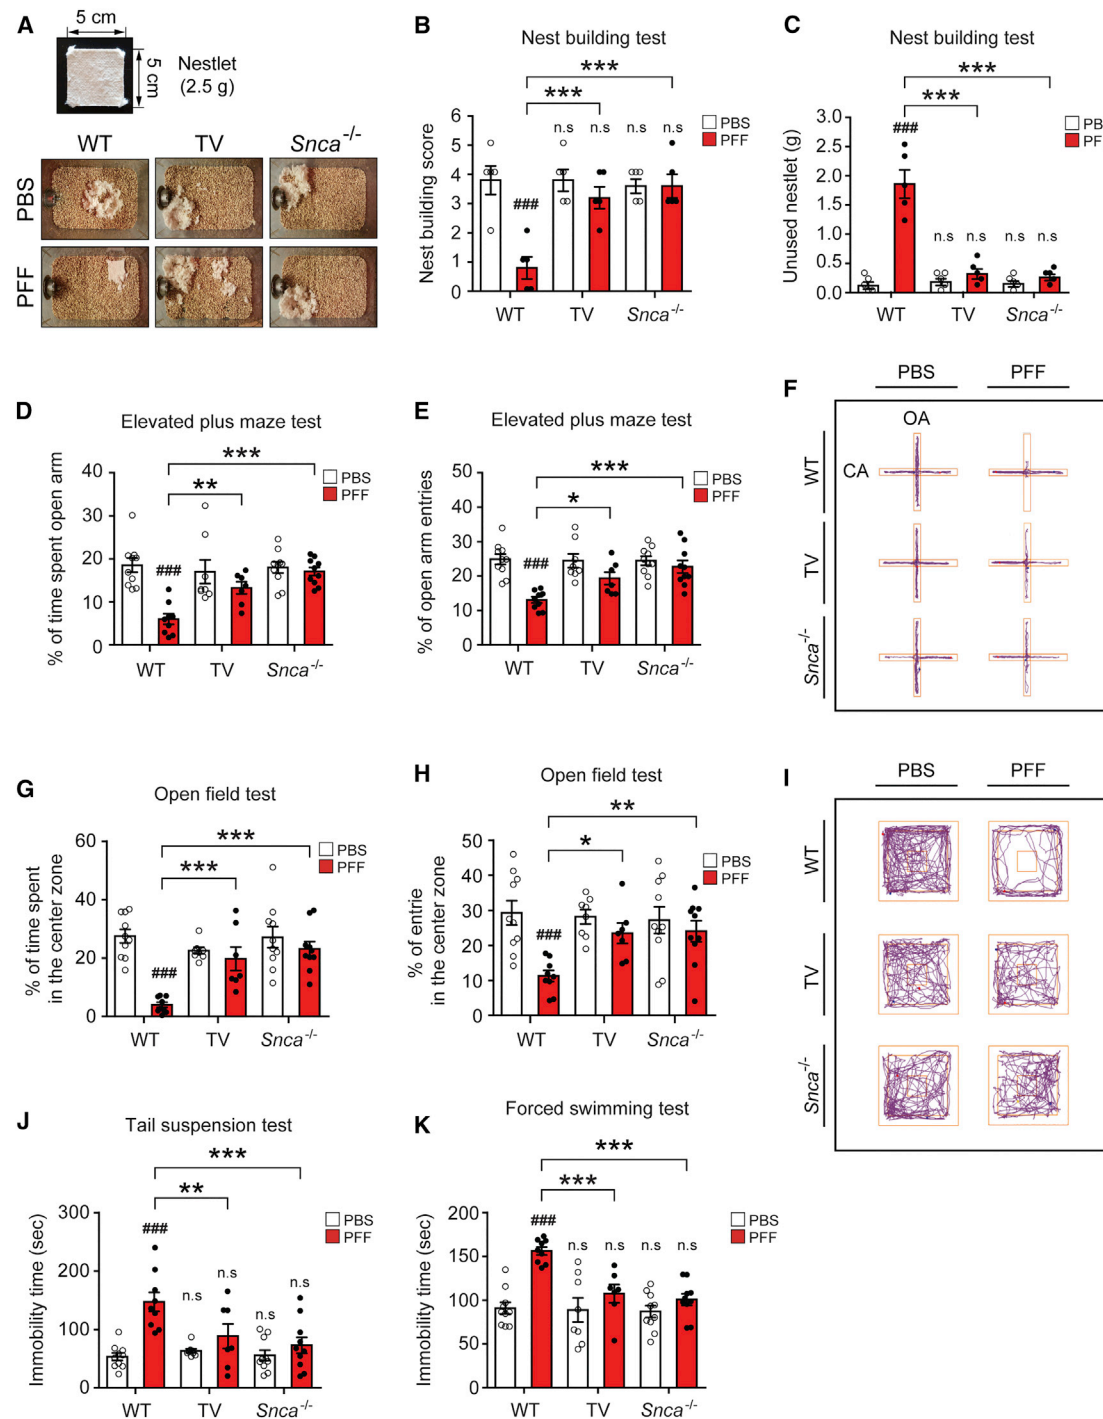 A
5 cm
5 cm
Nestlet
(2.5 g)
WT
TV
Snca-/-
PBS
PFF
B
Nest building test
***
***
PBS
PFF
n.s
n.s
n.s
n.s
###
Nest building score
6
5
4
3
2
1
0
WT
TV
Snca-/-
C
Nest building test
***
***
PB
PF
###
n.s
n.s
n.s
n.s
Unused nestlet (g)
3.0
2.5
2.0
1.5
1.0
0.5
0.0
WT
TV
Snca-/-
D
Elevated plus maze test
***
**
PBS
PFF
###
% of time spent open arm
40
30
20
10
0
WT
TV
Snca-/-
E
Elevated plus maze test
***
*
PBS
PFF
###
% of open arm entries
50
40
30
20
10
0
WT
TV
Snca-/-
F
PBS
PFF
OA
CA
WT
TV
Snca-/-
G
Open field test
***
***
PBS
PFF
###
% of time spent
in the center zone
60
40
20
0
WT
TV
Snca-/-
H
Open field test
**
*
PBS
PFF
###
% of entrie
in the center zone
50
40
30
20
10
0
WT
TV
Snca-/-
I
PBS
PFF
WT
TV
Snca-/-
J
Tail suspension test
***
**
PBS
PFF
###
n.s
n.s
n.s
n.s
Immobility time (sec)
300
200
100
0
WT
TV
Snca-/-
K
Forced swimming test
***
***
PBS
PFF
###
n.s
n.s
n.s
n.s
Immobility time (sec)
200
150
100
50
0
WT
TV
Snca-/-